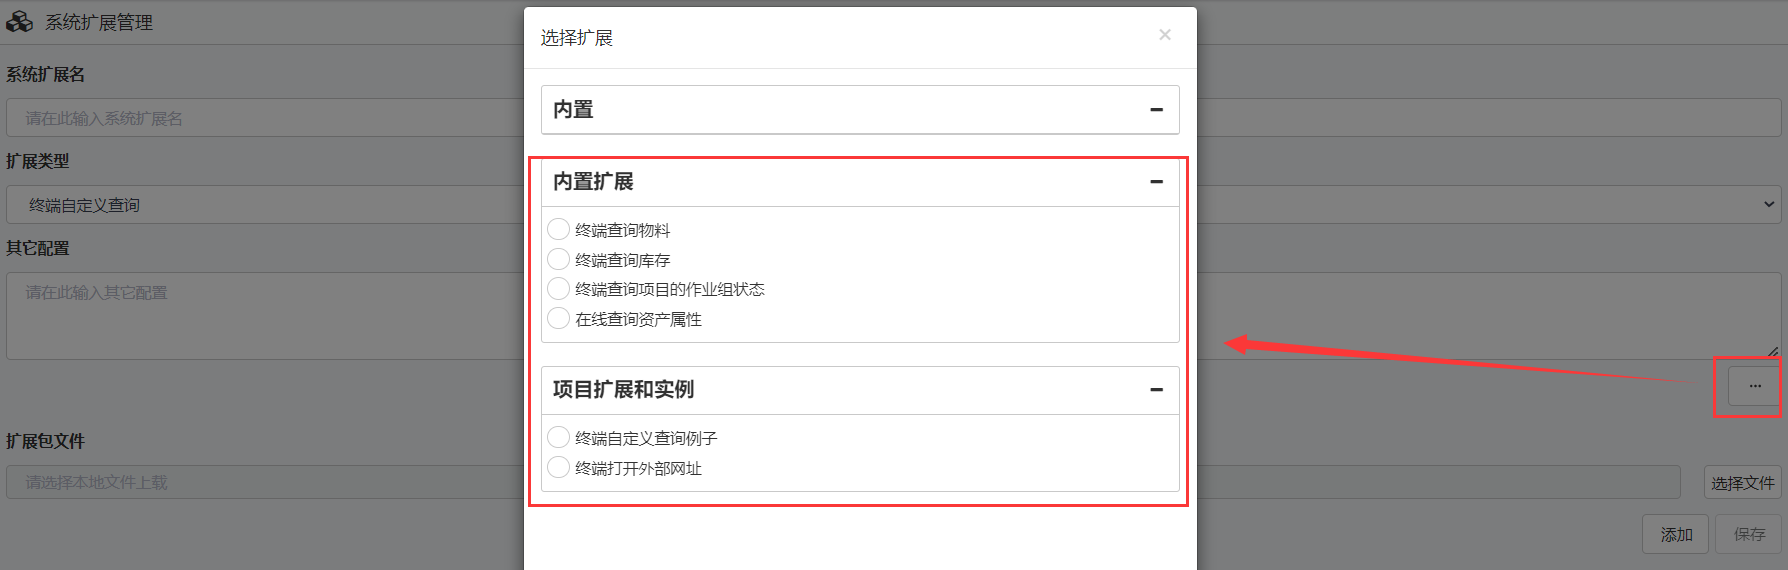 系统扩展管理
系统扩展名
请在此输入系统扩展名
扩展类型
终端自定义查询
其它配置
请在此输入其它配置
...
扩展包文件
请选择本地文件上载
选择文件
添加
保存
选择扩展
×
内置
内置扩展
终端查询物料
终端查询库存
终端查询项目的作业组状态
在线查询资产属性
项目扩展和实例
终端自定义查询例子
终端打开外部网址